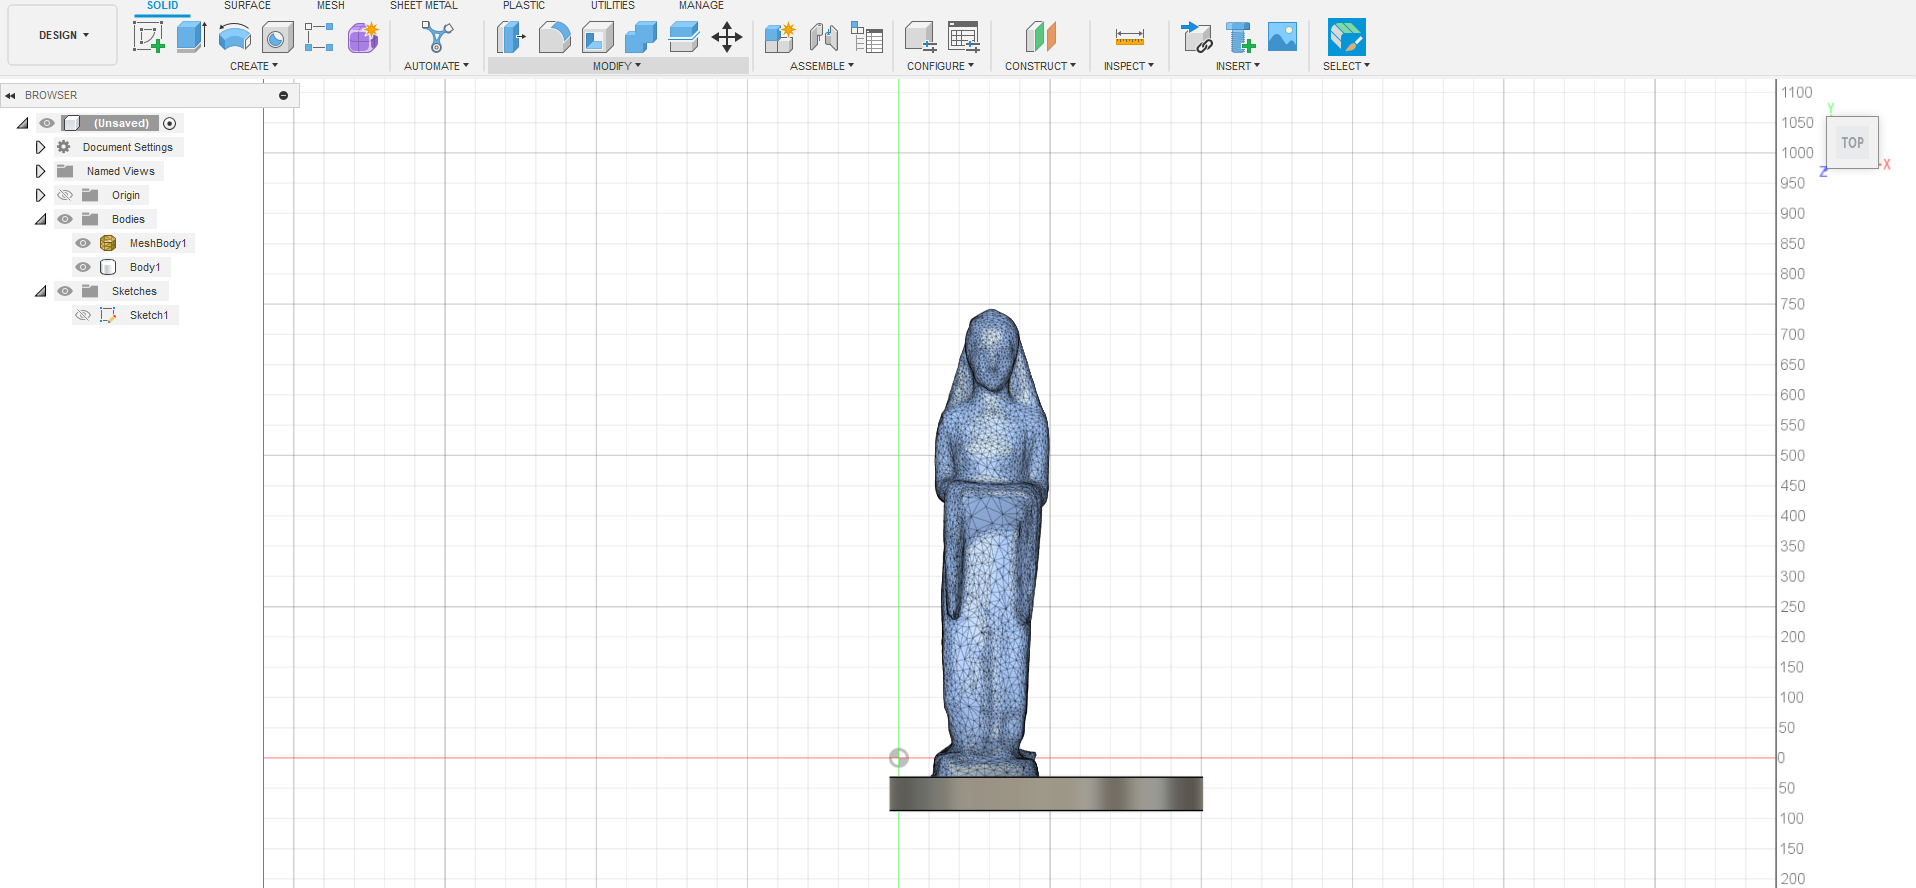 SOLID SURFACE MESH SHEET METAL PLASTIC UTILITIES MANAGE
DESIGN
CREATE AUTOMATE MODIFY ASSEMBLE CONFIGURE CONSTRUCT INSPECT INSERT SELECT
BROWSER
(Unsaved)
Document Settings
Named Views
Origin
Bodies
MeshBody1
Body1
Sketches
Sketch1
1100
1050
1000
950
900
850
800
750
700
650
600
550
500
450
400
350
300
250
200
150
100
50
0
50
100
150
200
Y
TOP
X
Z